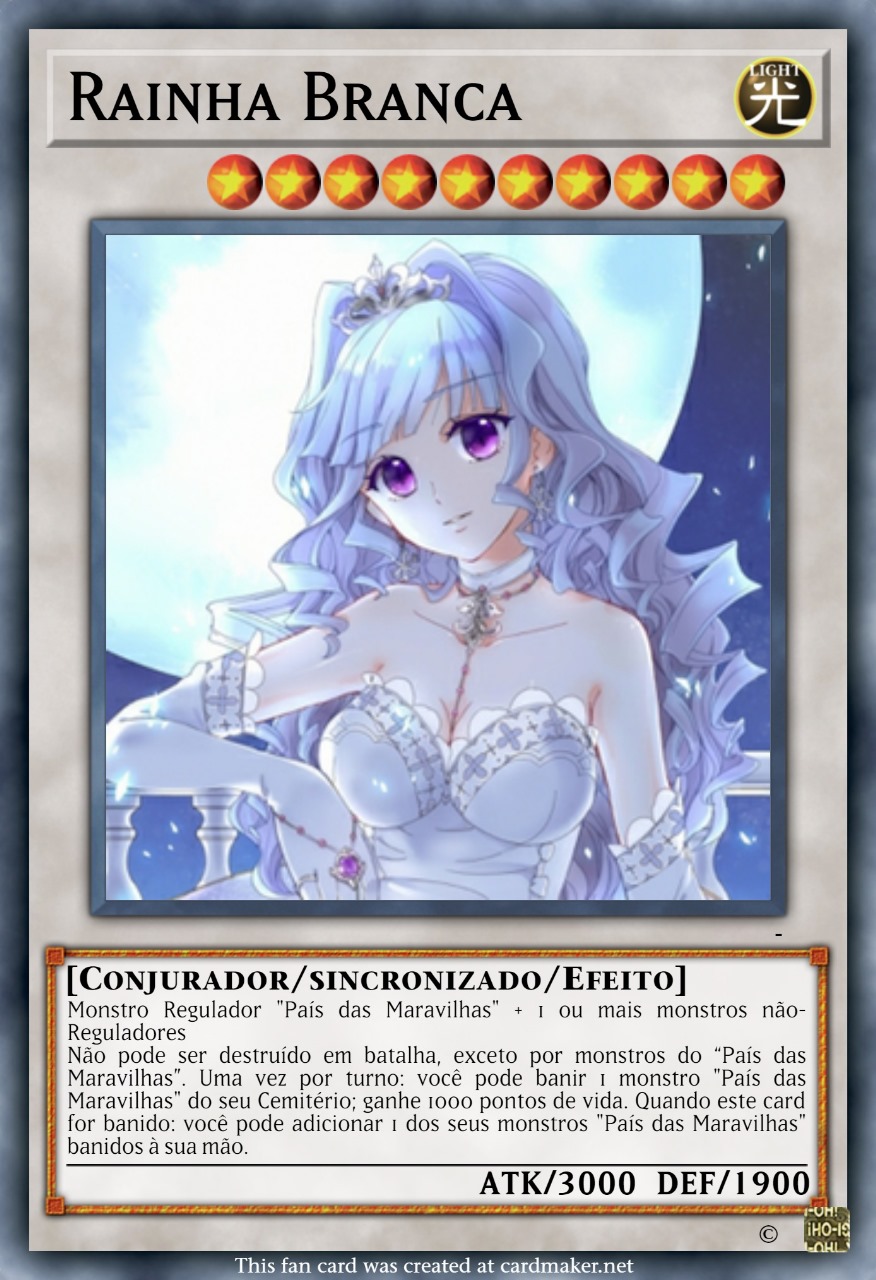 Rainha Branca
LIGHT
光
[Conjurador/sincronizado/Efeito]
Monstro Regulador "País das Maravilhas" + 1 ou mais monstros não-
Reguladores
Não pode ser destruído em batalha, exceto por monstros do “País das
Maravilhas”. Uma vez por turno: você pode banir 1 monstro "País das
Maravilhas" do seu Cemitério; ganhe 1000 pontos de vida. Quando este card
for banido: você pode adicionar 1 dos seus monstros "País das Maravilhas"
banidos à sua mão.
ATK/3000 DEF/1900
©
This fan card was created at cardmaker.net